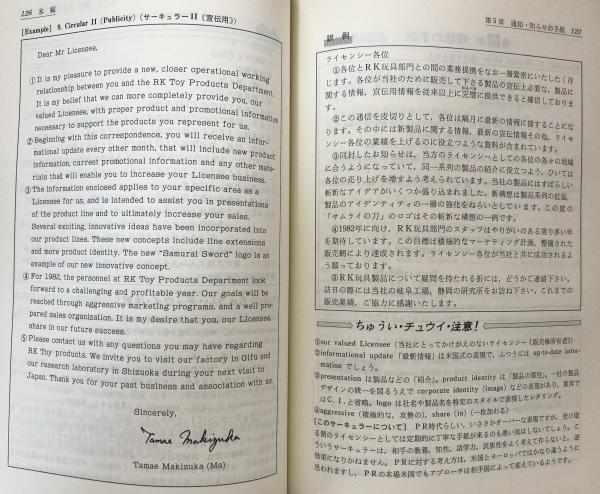 126 本 編
[Example] 9. Circular II (Publicity) (サーキュラーII《宣伝用》)
Dear Mr Licensee,
①It is my pleasure to provide a new, closer operational working
relationship between you and the RK Toy Products Department.
It is my belief that we can more completely provide you, our
valued Licensee, with proper product and promotional information
necessary to support the products you represent for us.
②Beginning with this correspondence, you will receive an infor-
mational update every other month, that will include new product
information, current promotional information and any other ma-
terials that will enable you to increase your Licensee business.
③The information enclosed applies to your specific area as a
Licensee for us, and is intended to assist you in presentations
of the product line and to ultimately increase your sales.
Several exciting, innovative ideas have been incorporated into
our product lines. These new concepts include line extensions
and more product identity. The new "Samurai Sword" logo is an
example of our new innovative concept.
④For 1982, the personnel at RK Toy Products Department look
forward to a challenging and profitable year. Our goals will be
reached through aggressive marketing programs, and a well pre-
pared sales organization. It is my desire that you, our Licensee,
share in our future success.
⑤Please contact us with any questions you may have regarding
RK Toy products. We invite you to visit our factory in Gifu and
our research laboratory in Shizuoka during your next visit to
Japan. Thank you for your past business and association with us.
Sincerely,
Tamae Makizuka
Tamae Makizuka (Ms)
第5章 通知・知らせの手紙 127
訳 例
ライセンシー各位
①各位とRK玩具部門との間の業務提携をなお一層緊密にいたしたく存
じます。各位が当社のために販売して下さる製品の宣伝上必要な、製品に
関する情報、宣伝用情報を従来以上に完璧に提供できると確信しておりま
す。
②この通信を皮切りとして、各位は隔月に最新の情報に接することにな
ります。その中には新製品に関する情報、最新の宣伝情報その他、ライセ
ンシー各位の業績を上げるのに役立つような資料が含まれています。
③同封したお知らせは、当方のライセンシーとしての各位の各々の地域
に合うようになっていて、同一系列の製品の紹介に役立つよう、ひいては
各位の売り上げを増すよう考えられています。当社の製品にはすばらしい
斬新なアイデアがいくつか盛り込まれました。新構想は製品系列の拡張、
製品のアイデンティティの一層の強化をねらいとしています。この度の
「サムライの刀」のロゴはその斬新な構想の一例です。
④1982年に向け、RK玩具部門のスタッフはやりがいのある実り多い年
を期待しています。この目標は積極的なマーケティング計画、整備された
販売網により達成されます。ライセンシー各位が当社と共に成功されるよ
う願っております。
⑤RK玩具製品について疑問を持たれる折には、どうかご連絡下さい。
訪日の際には当社の岐阜工場、静岡の研究所をお訪ね下さい。これまでの
販売業績、ご協力に感謝いたします。
ちゅうい・チュウイ・注意!
①our valued Licensee (当社にとってかけがえのないライセンシー《販売権所有者》)
②informational update 「最新情報」は米国式の表現で、ふつうには up-to-date infor-
mation でしょう。
③presentation は製品などの「紹介」。product identity は「製品の個性」。一社の製品
デザインの統一を図るうえで corporate identity (image) などの表現があり、業界で
はC.I.と省略。logo は社名や製品名を特定のスタイルで表現したレタリング。
④aggressive (積極的な、攻勢の)、share (in) (一枚加わる)
[このサーキュラーについて] PR時代らしい、いささかオーバーな表現ですが、受け取
る側のライセンシーとしては定期的に丁寧な手紙が来るのも悪い気はしないでしょう。こ
うする側のサーキュラーは、相手の教養、知性、語学力、民族性をよく考えて作らないと、逆
効果になりかねません。PRに対する考え方は、米国とヨーロッパではかなり違うように
思われますし、PRの本場米国でもアプローチは相手国によって変えているようです。